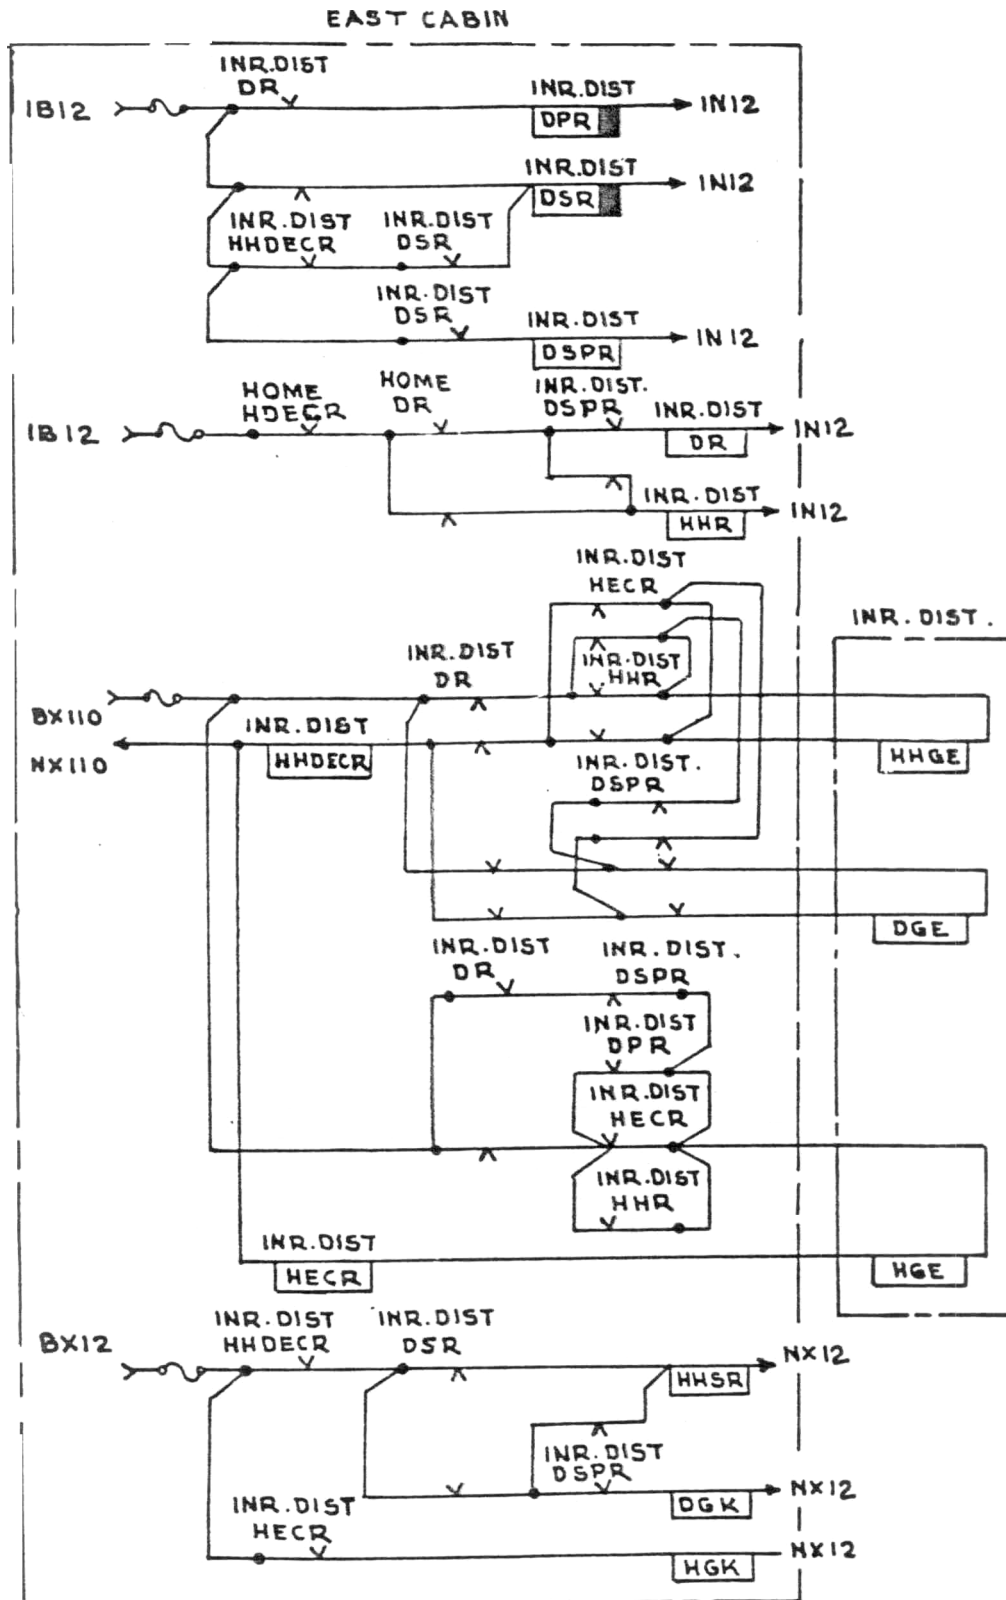 EAST CABIN
INR.DIST
DR
INR.DIST
IB12
IN12
DPR
INR.DIST
IN12
DSR
INR.DIST
HHDECR
INR.DIST
DSR
INR.DIST
DSR
INR.DIST
IN12
DSPR
HOME
HDECR
HOME
DR
INR.DIST.
DSPR
INR.DIST
IB12
IN12
DR
INR.DIST
IN12
HHR
INR.DIST
HECR
INR.DIST.
INR.DIST
DR
INR.DIST
HHR
BX110
INR.DIST
NX110
HHDECR
HHGE
INR.DIST.
DSPR
DGE
INR.DIST
DR
INR.DIST.
DSPR
INR.DIST
DPR
INR.DIST
HECR
INR.DIST
HHR
INR.DIST
HECR
HGE
BX12
INR.DIST
HHDECR
INR.DIST
DSR
NX12
HHSR
INR.DIST
DSPR
NX12
DGK
INR.DIST
HECR
NX12
HGK